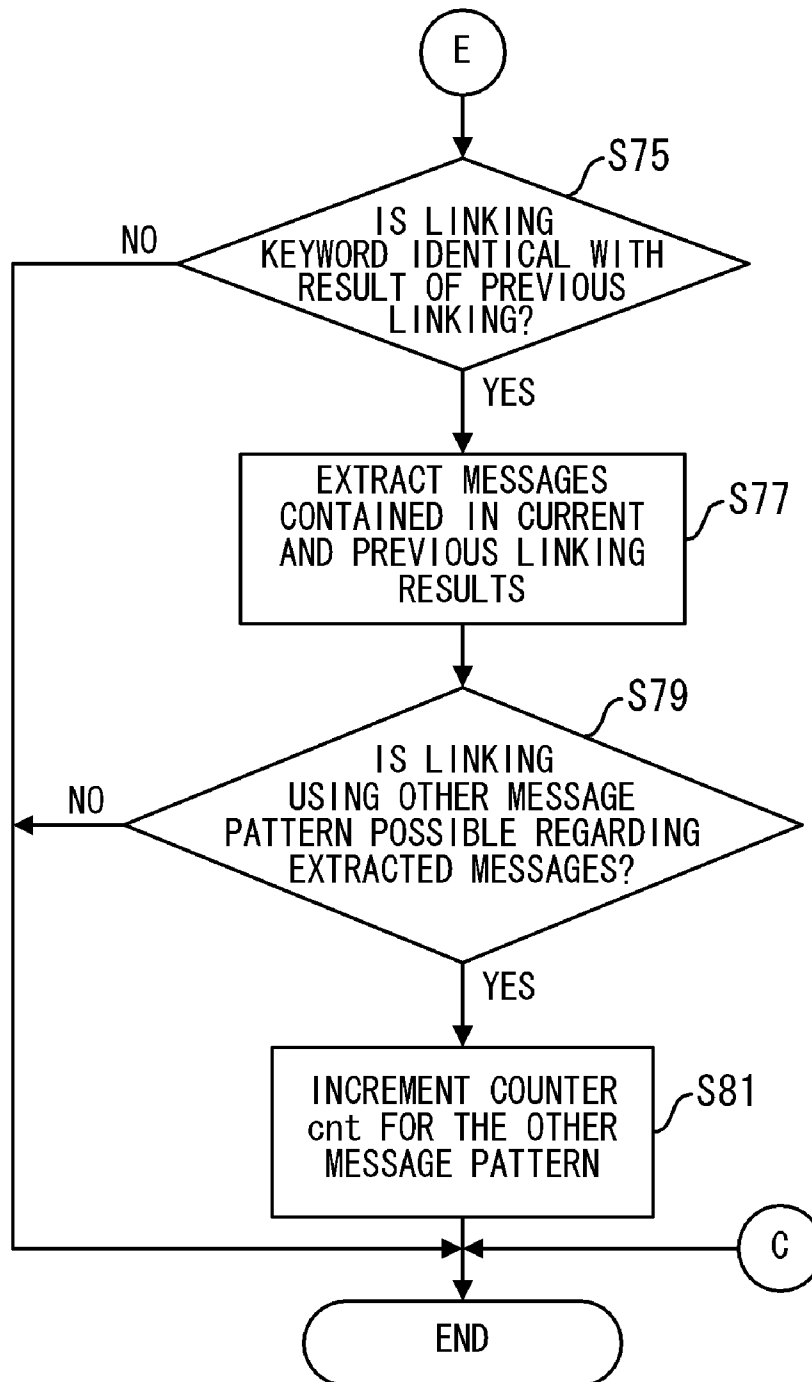 E
S75
IS LINKING
KEYWORD IDENTICAL WITH
RESULT OF PREVIOUS
LINKING?
NO
YES
EXTRACT MESSAGES
CONTAINED IN CURRENT
AND PREVIOUS LINKING
RESULTS
S77
S79
IS LINKING
USING OTHER MESSAGE
PATTERN POSSIBLE REGARDING
EXTRACTED MESSAGES?
NO
YES
INCREMENT COUNTER
cnt FOR THE OTHER
MESSAGE PATTERN
S81
C
END